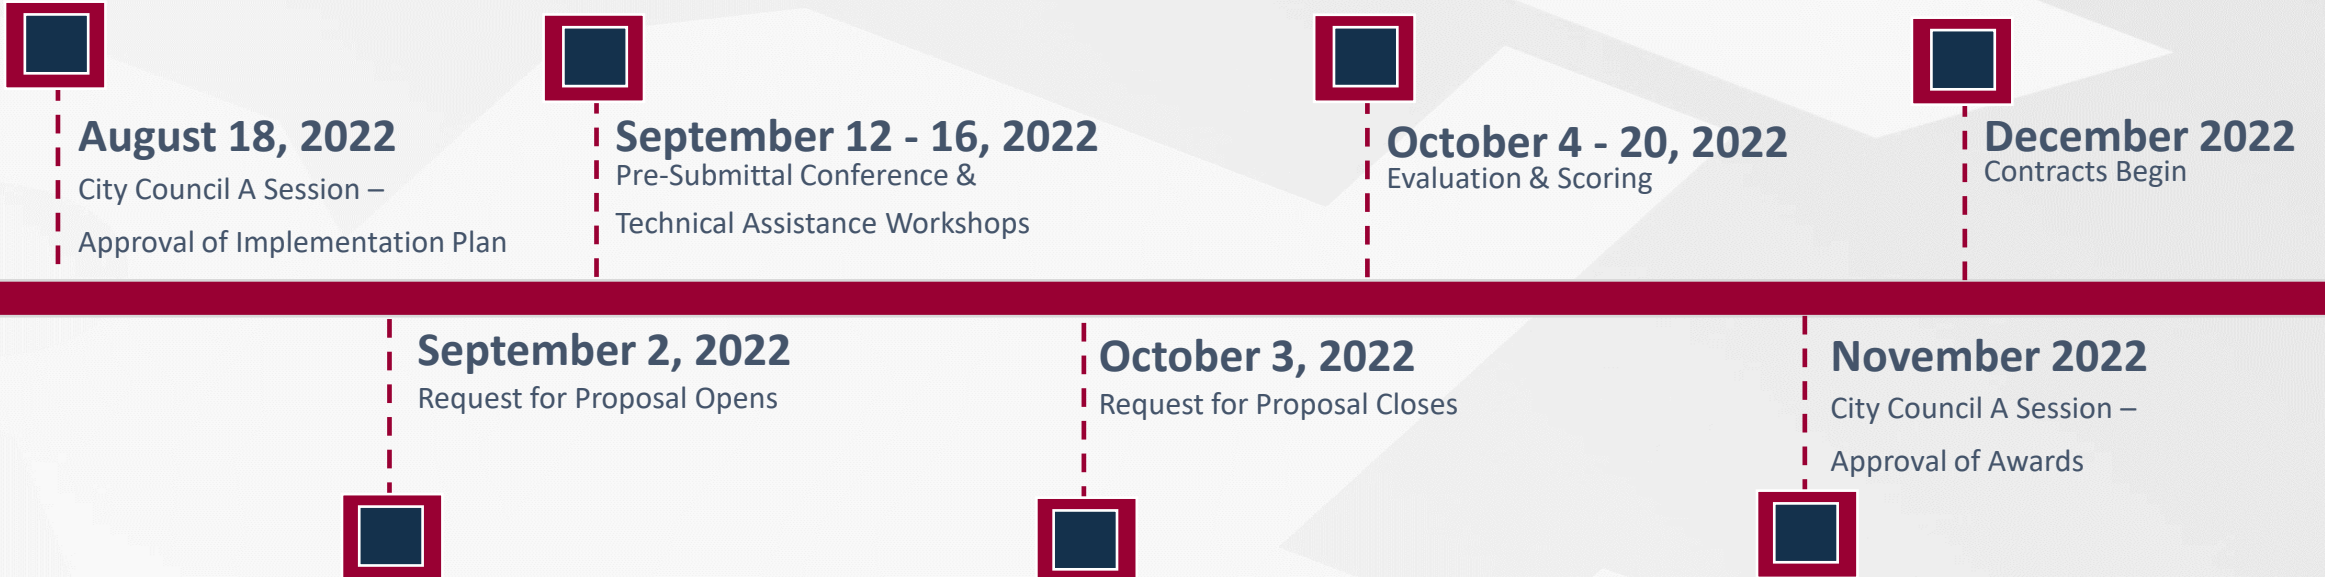 August 18, 2022
City Council A Session –
Approval of Implementation Plan
September 12 - 16, 2022
Pre-Submittal Conference &
Technical Assistance Workshops
October 4 - 20, 2022
Evaluation & Scoring
December 2022
Contracts Begin
September 2, 2022
Request for Proposal Opens
October 3, 2022
Request for Proposal Closes
November 2022
City Council A Session –
Approval of Awards